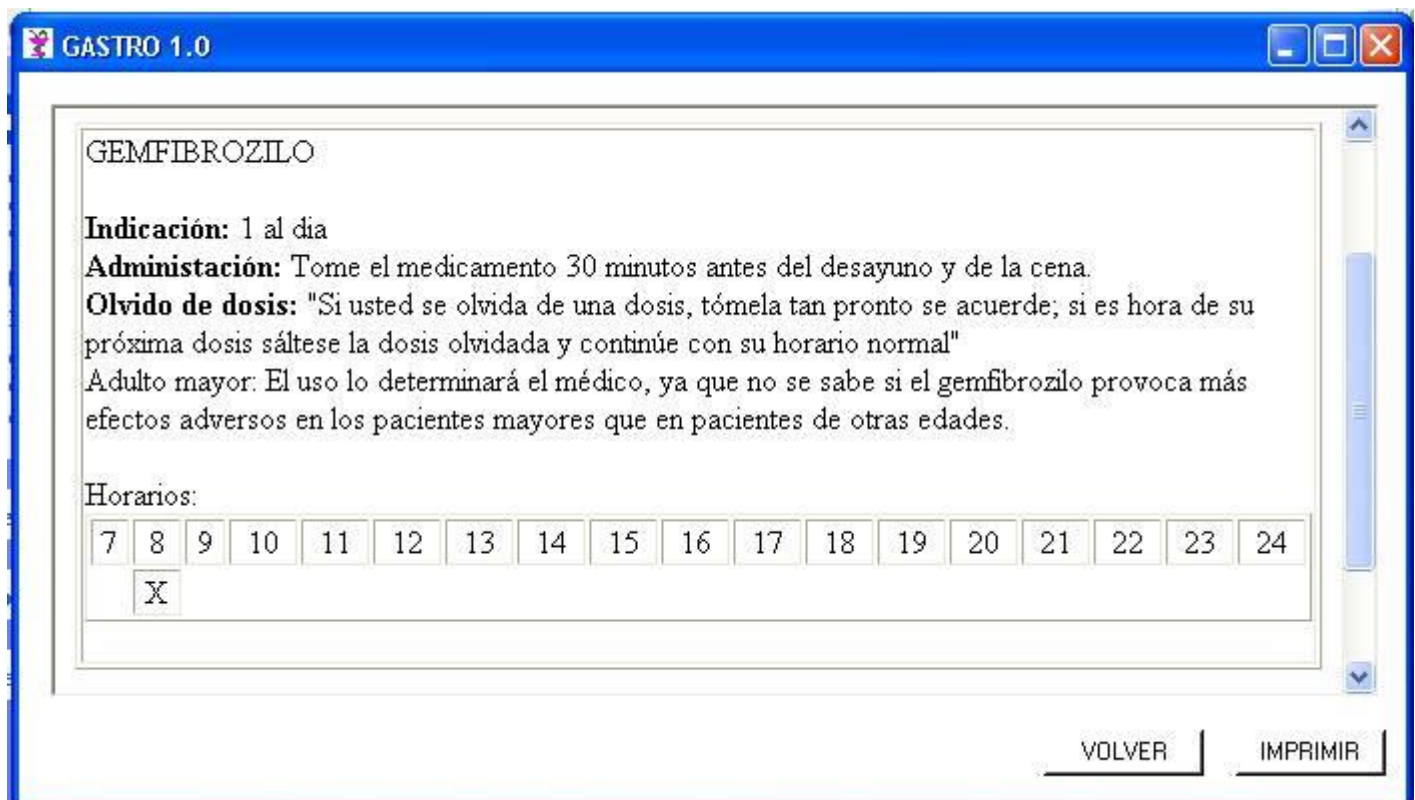 GASTRO 1.0
GEMFIBROZILO
Indicación: 1 al dia
Administación: Tome el medicamento 30 minutos antes del desayuno y de la cena.
Olvido de dosis: "Si usted se olvida de una dosis, tómela tan pronto se acuerde; si es hora de su
próxima dosis sáltese la dosis olvidada y continúe con su horario normal"
Adulto mayor: El uso lo determinará el médico, ya que no se sabe si el gemfibrozilo provoca más
efectos adversos en los pacientes mayores que en pacientes de otras edades.
Horarios:
7 8 9 10 11 12 13 14 15 16 17 18 19 20 21 22 23 24
X
VOLVER IMPRIMIR